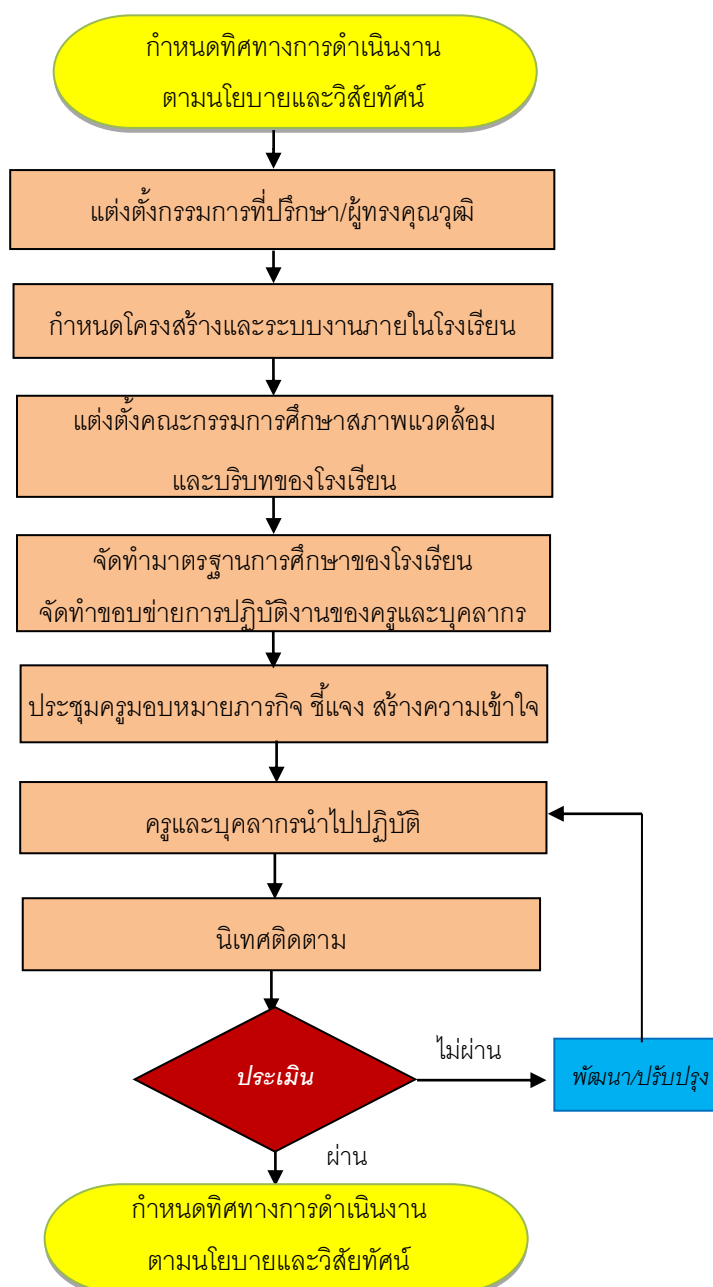 กำหนดทิศทางการดำเนินงาน
ตามนโยบายและวิสัยทัศน์
แต่งตั้งกรรมการที่ปรึกษา/ผู้ทรงคุณวุฒิ
กำหนดโครงสร้างและระบบงานภายในโรงเรียน
แต่งตั้งคณะกรรมการศึกษาสภาพแวดล้อม
และบริบทของโรงเรียน
จัดทำมาตรฐานการศึกษาของโรงเรียน
จัดทำขอบข่ายการปฏิบัติงานของครูและบุคลากร
ประชุมครูมอบหมายภารกิจ ชี้แจง สร้างความเข้าใจ
ครูและบุคลากรนำไปปฏิบัติ
นิเทศติดตาม
ประเมิน
ไม่ผ่าน
พัฒนา/ปรับปรุง
ผ่าน
กำหนดทิศทางการดำเนินงาน
ตามนโยบายและวิสัยทัศน์